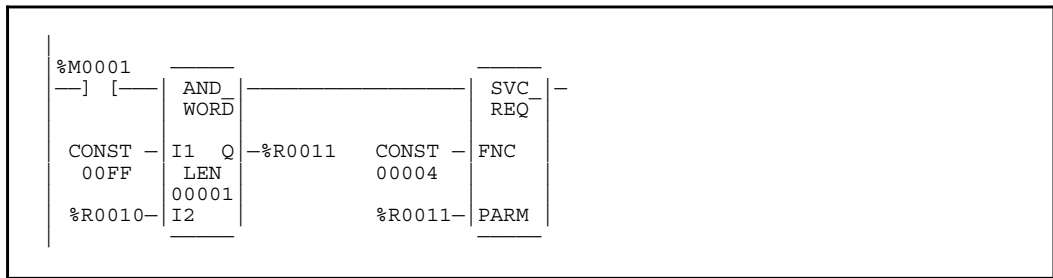 %M0001
] [ AND_ SVC_
WORD REQ
CONST I1 Q %R0011 CONST FNC
00FF LEN 00004
00001
%R0010 I2 %R0011 PARM